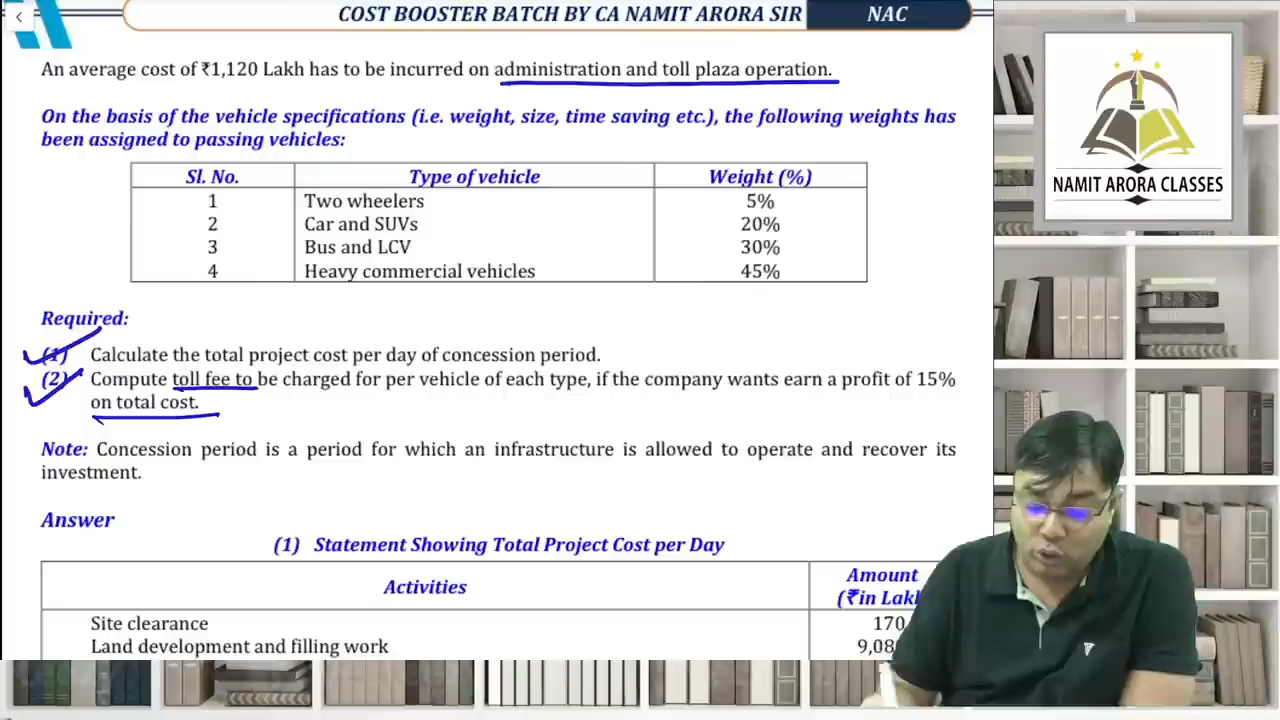 COST BOOSTER BATCH BY CA NAMIT ARORA SIR NAC
An average cost of ₹1,120 Lakh has to be incurred on administration and toll plaza operation.
On the basis of the vehicle specifications (i.e. weight, size, time saving etc.), the following weights has
been assigned to passing vehicles:
Sl. No. Type of vehicle Weight (%)
1 Two wheelers 5%
2 Car and SUVs 20%
3 Bus and LCV 30%
4 Heavy commercial vehicles 45%
Required:
(1) Calculate the total project cost per day of concession period.
(2) Compute toll fee to be charged for per vehicle of each type, if the company wants earn a profit of 15%
on total cost.
Note: Concession period is a period for which an infrastructure is allowed to operate and recover its
investment.
Answer
(1) Statement Showing Total Project Cost per Day
Activities Amount
(₹ in
Site clearance 170
Land development and filling work
NAMIT ARORA CLASSES